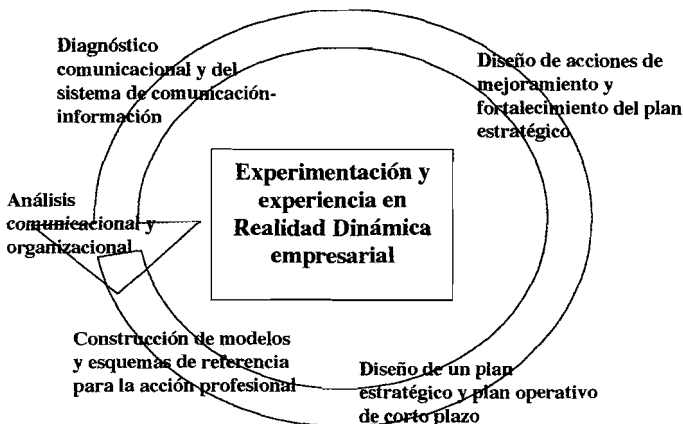 Diagnóstico
comunicacional y del
sistema de comunicación-
información
Diseño de acciones de
mejoramiento y
fortalecimiento del plan
estratégico
Experimentación y
experiencia en
Realidad Dinámica
empresarial
Análisis
comunicacional y
organizacional
Construcción de modelos
y esquemas de referencia
para la acción profesional
Diseño de un plan
estratégico y plan operativo
de corto plazo